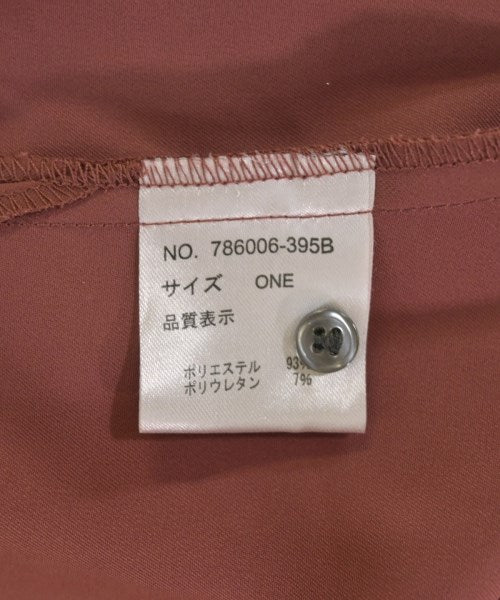 NO. 786006-395B
サイズ ONE
品質表示
ポリエステル 93%
ポリウレタン 7%